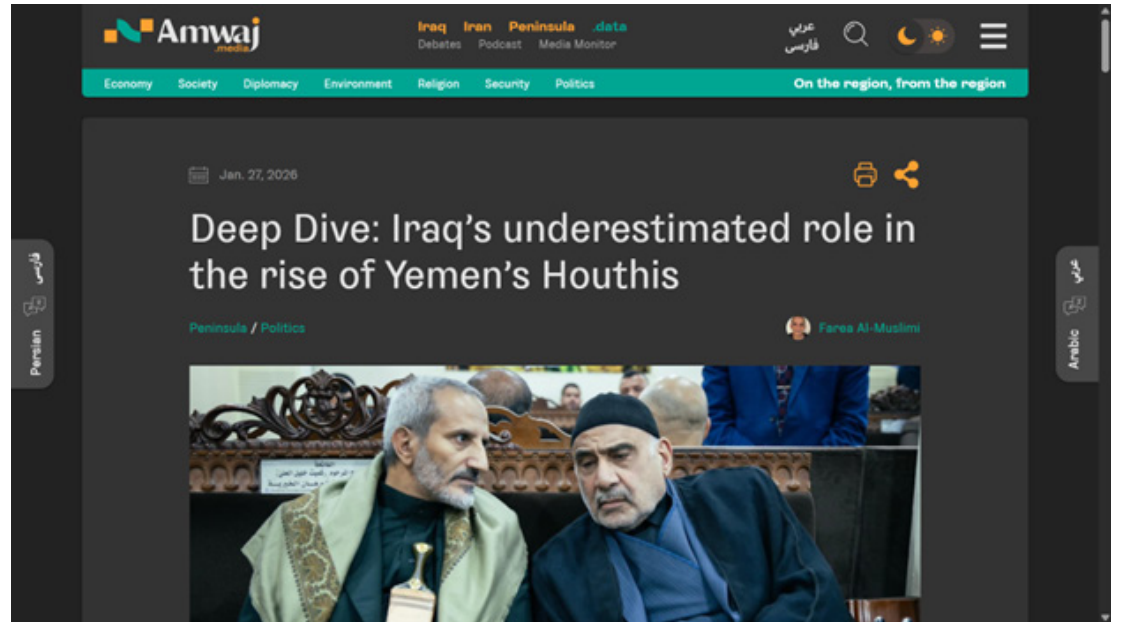 Amwaj
.media
Iraq Iran Peninsula .data
Debates Podcast Media Monitor
عربي
فارسی
Economy Society Diplomacy Environment Religion Security Politics
On the region, from the region
Jan. 27, 2026
Deep Dive: Iraq's underestimated role in
the rise of Yemen's Houthis
Peninsula / Politics
Farea Al-Muslimi
فارسی
Persian
عربي
Arabic